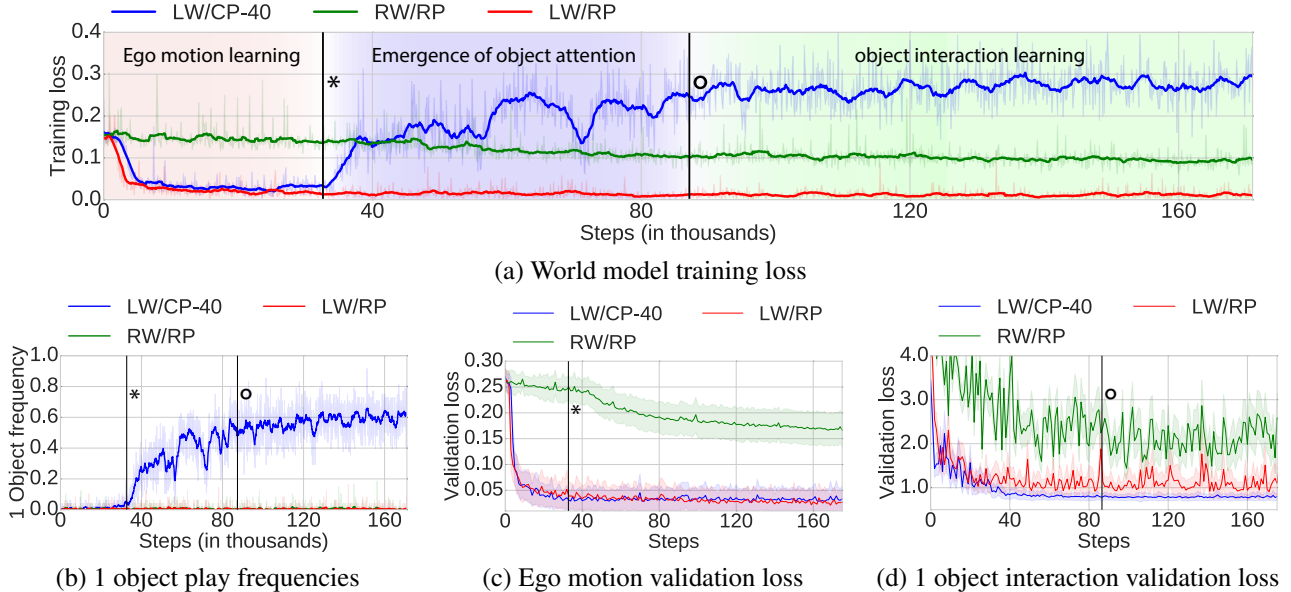 LW/CP-40 RW/RP LW/RP
0.4
0.3
0.2
0.1
0.0
Training loss
Ego motion learning
*
Emergence of object attention
o
object interaction learning
0 40 80 120 160
Steps (in thousands)
(a) World model training loss
LW/CP-40 LW/RP
RW/RP
1.0
0.8
0.6
0.4
0.2
0.0
1 Object frequency
* o
0 40 80 120 160
Steps (in thousands)
(b) 1 object play frequencies
LW/CP-40 LW/RP
RW/RP
0.30
0.25
0.20
0.15
0.10
0.05
Validation loss
*
0 40 80 120 160
Steps
(c) Ego motion validation loss
LW/CP-40 LW/RP
RW/RP
4.0
3.0
2.0
1.0
Validation loss
o
0 40 80 120 160
Steps
(d) 1 object interaction validation loss